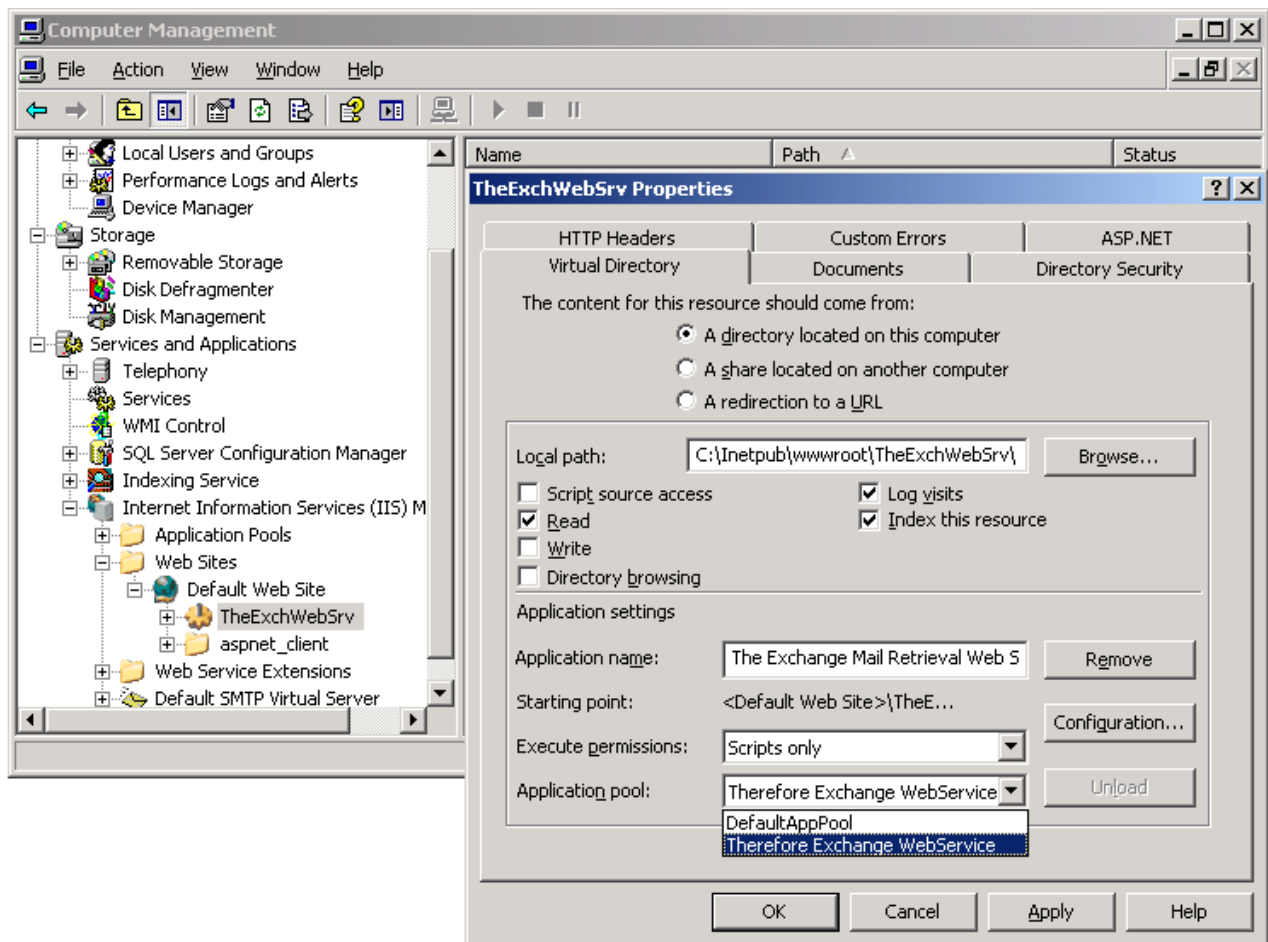 Computer Management
File Action View Window Help
Name Path Status
Local Users and Groups
Performance Logs and Alerts
Device Manager
Storage
Removable Storage
Disk Defragmenter
Disk Management
Services and Applications
Telephony
Services
WMI Control
SQL Server Configuration Manager
Indexing Service
Internet Information Services (IIS) M
Application Pools
Web Sites
Default Web Site
TheExchWebSrv
aspnet_client
Web Service Extensions
Default SMTP Virtual Server
TheExchWebSrv Properties
HTTP Headers Custom Errors ASP.NET
Virtual Directory Documents Directory Security
The content for this resource should come from:
A directory located on this computer
A share located on another computer
A redirection to a URL
Local path: C:\Inetpub\wwwroot\TheExchWebSrv\ Browse...
Script source access Log visits
Read Index this resource
Write
Directory browsing
Application settings
Application name: The Exchange Mail Retrieval Web S Remove
Starting point: <Default Web Site>\TheE...
Configuration...
Execute permissions: Scripts only
Application pool: Therefore Exchange WebService Unload
DefaultAppPool
Therefore Exchange WebService
OK Cancel Apply Help